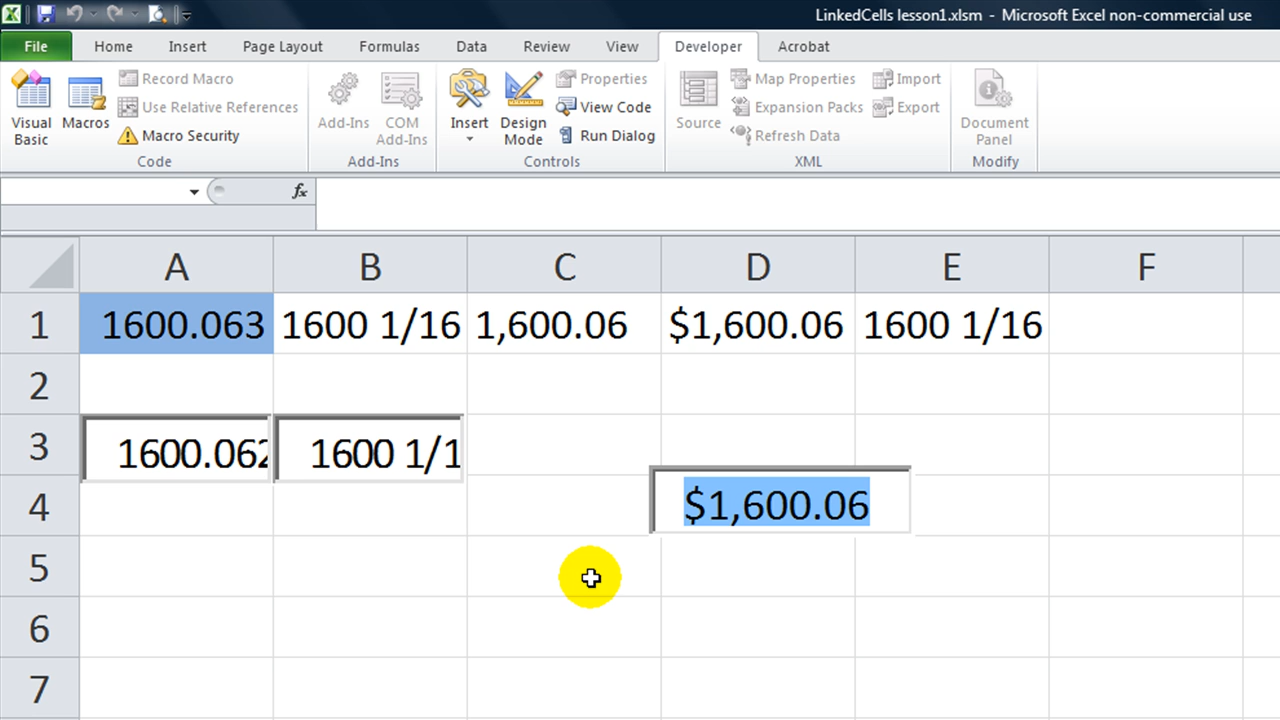 LinkedCells lesson1.xlsm - Microsoft Excel non-commercial use
File Home Insert Page Layout Formulas Data Review View Developer Acrobat
Visual Basic
Macros
Record Macro
Use Relative References
Macro Security
Code
Add-Ins
COM Add-Ins
Add-Ins
Insert
Design Mode
Properties
View Code
Run Dialog
Controls
Source
Map Properties
Expansion Packs
Refresh Data
Import
Export
XML
Document Panel
Modify
fx
A B C D E F
1 1600.063 1600 1/16 1,600.06 $1,600.06 1600 1/16
2
3 1600.062 1600 1/1
4 $1,600.06
5
6
7